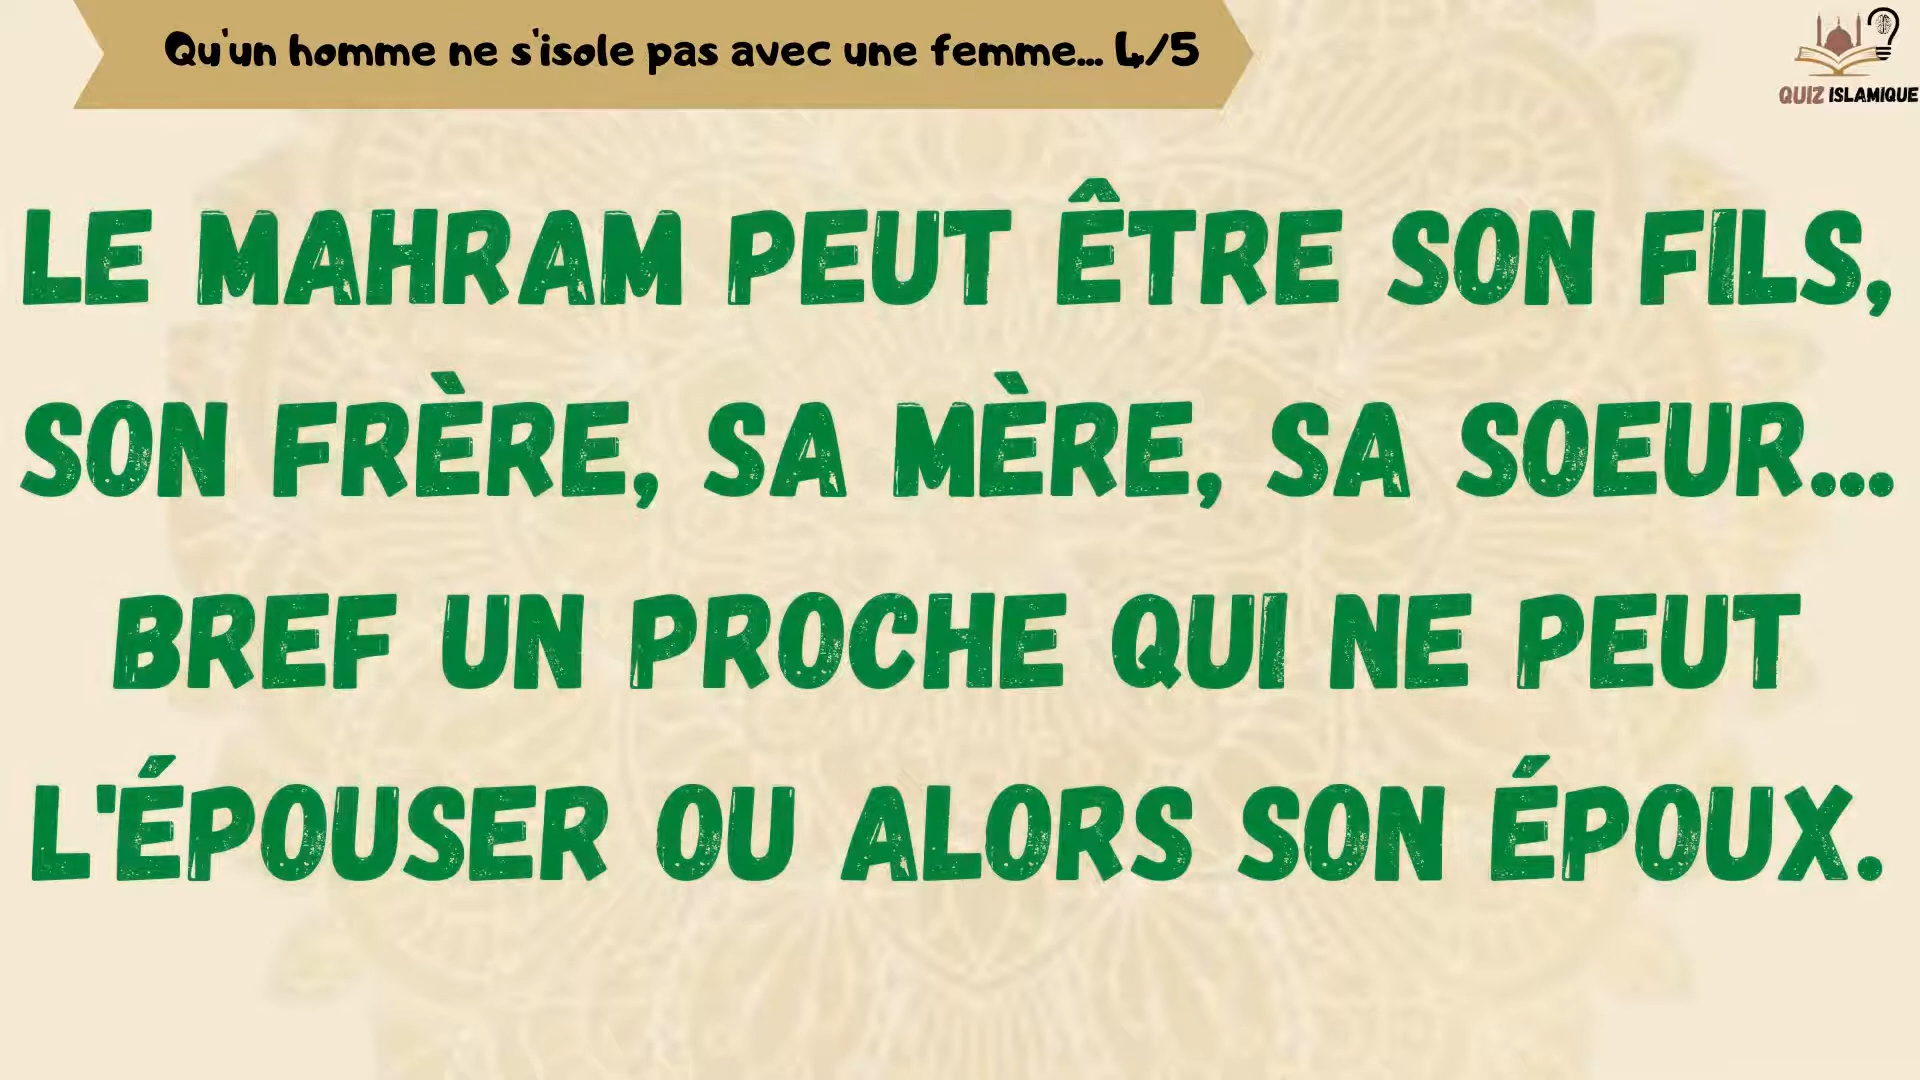 Qu'un homme ne s'isole pas avec une femme... 4/5
QUIZ ISLAMIQUE
LE MAHRAM PEUT ÊTRE SON FILS,
SON FRÈRE, SA MÈRE, SA SOEUR...
BREF UN PROCHE QUI NE PEUT
L'ÉPOUSER OU ALORS SON ÉPOUX.